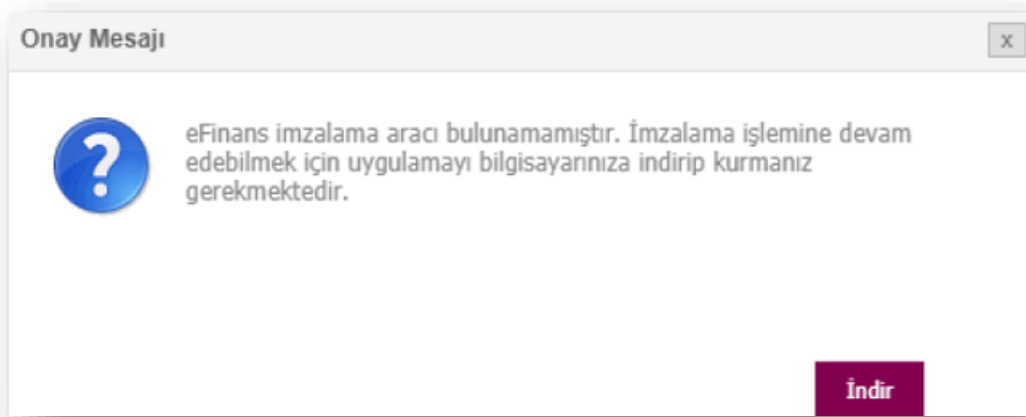 Onay Mesajı
x
eFinans imzalama aracı bulunamamıştır. İmzalama işlemine devam
edebilmek için uygulamayı bilgisayarınıza indirip kurmanız
gerekmektedir.
İndir